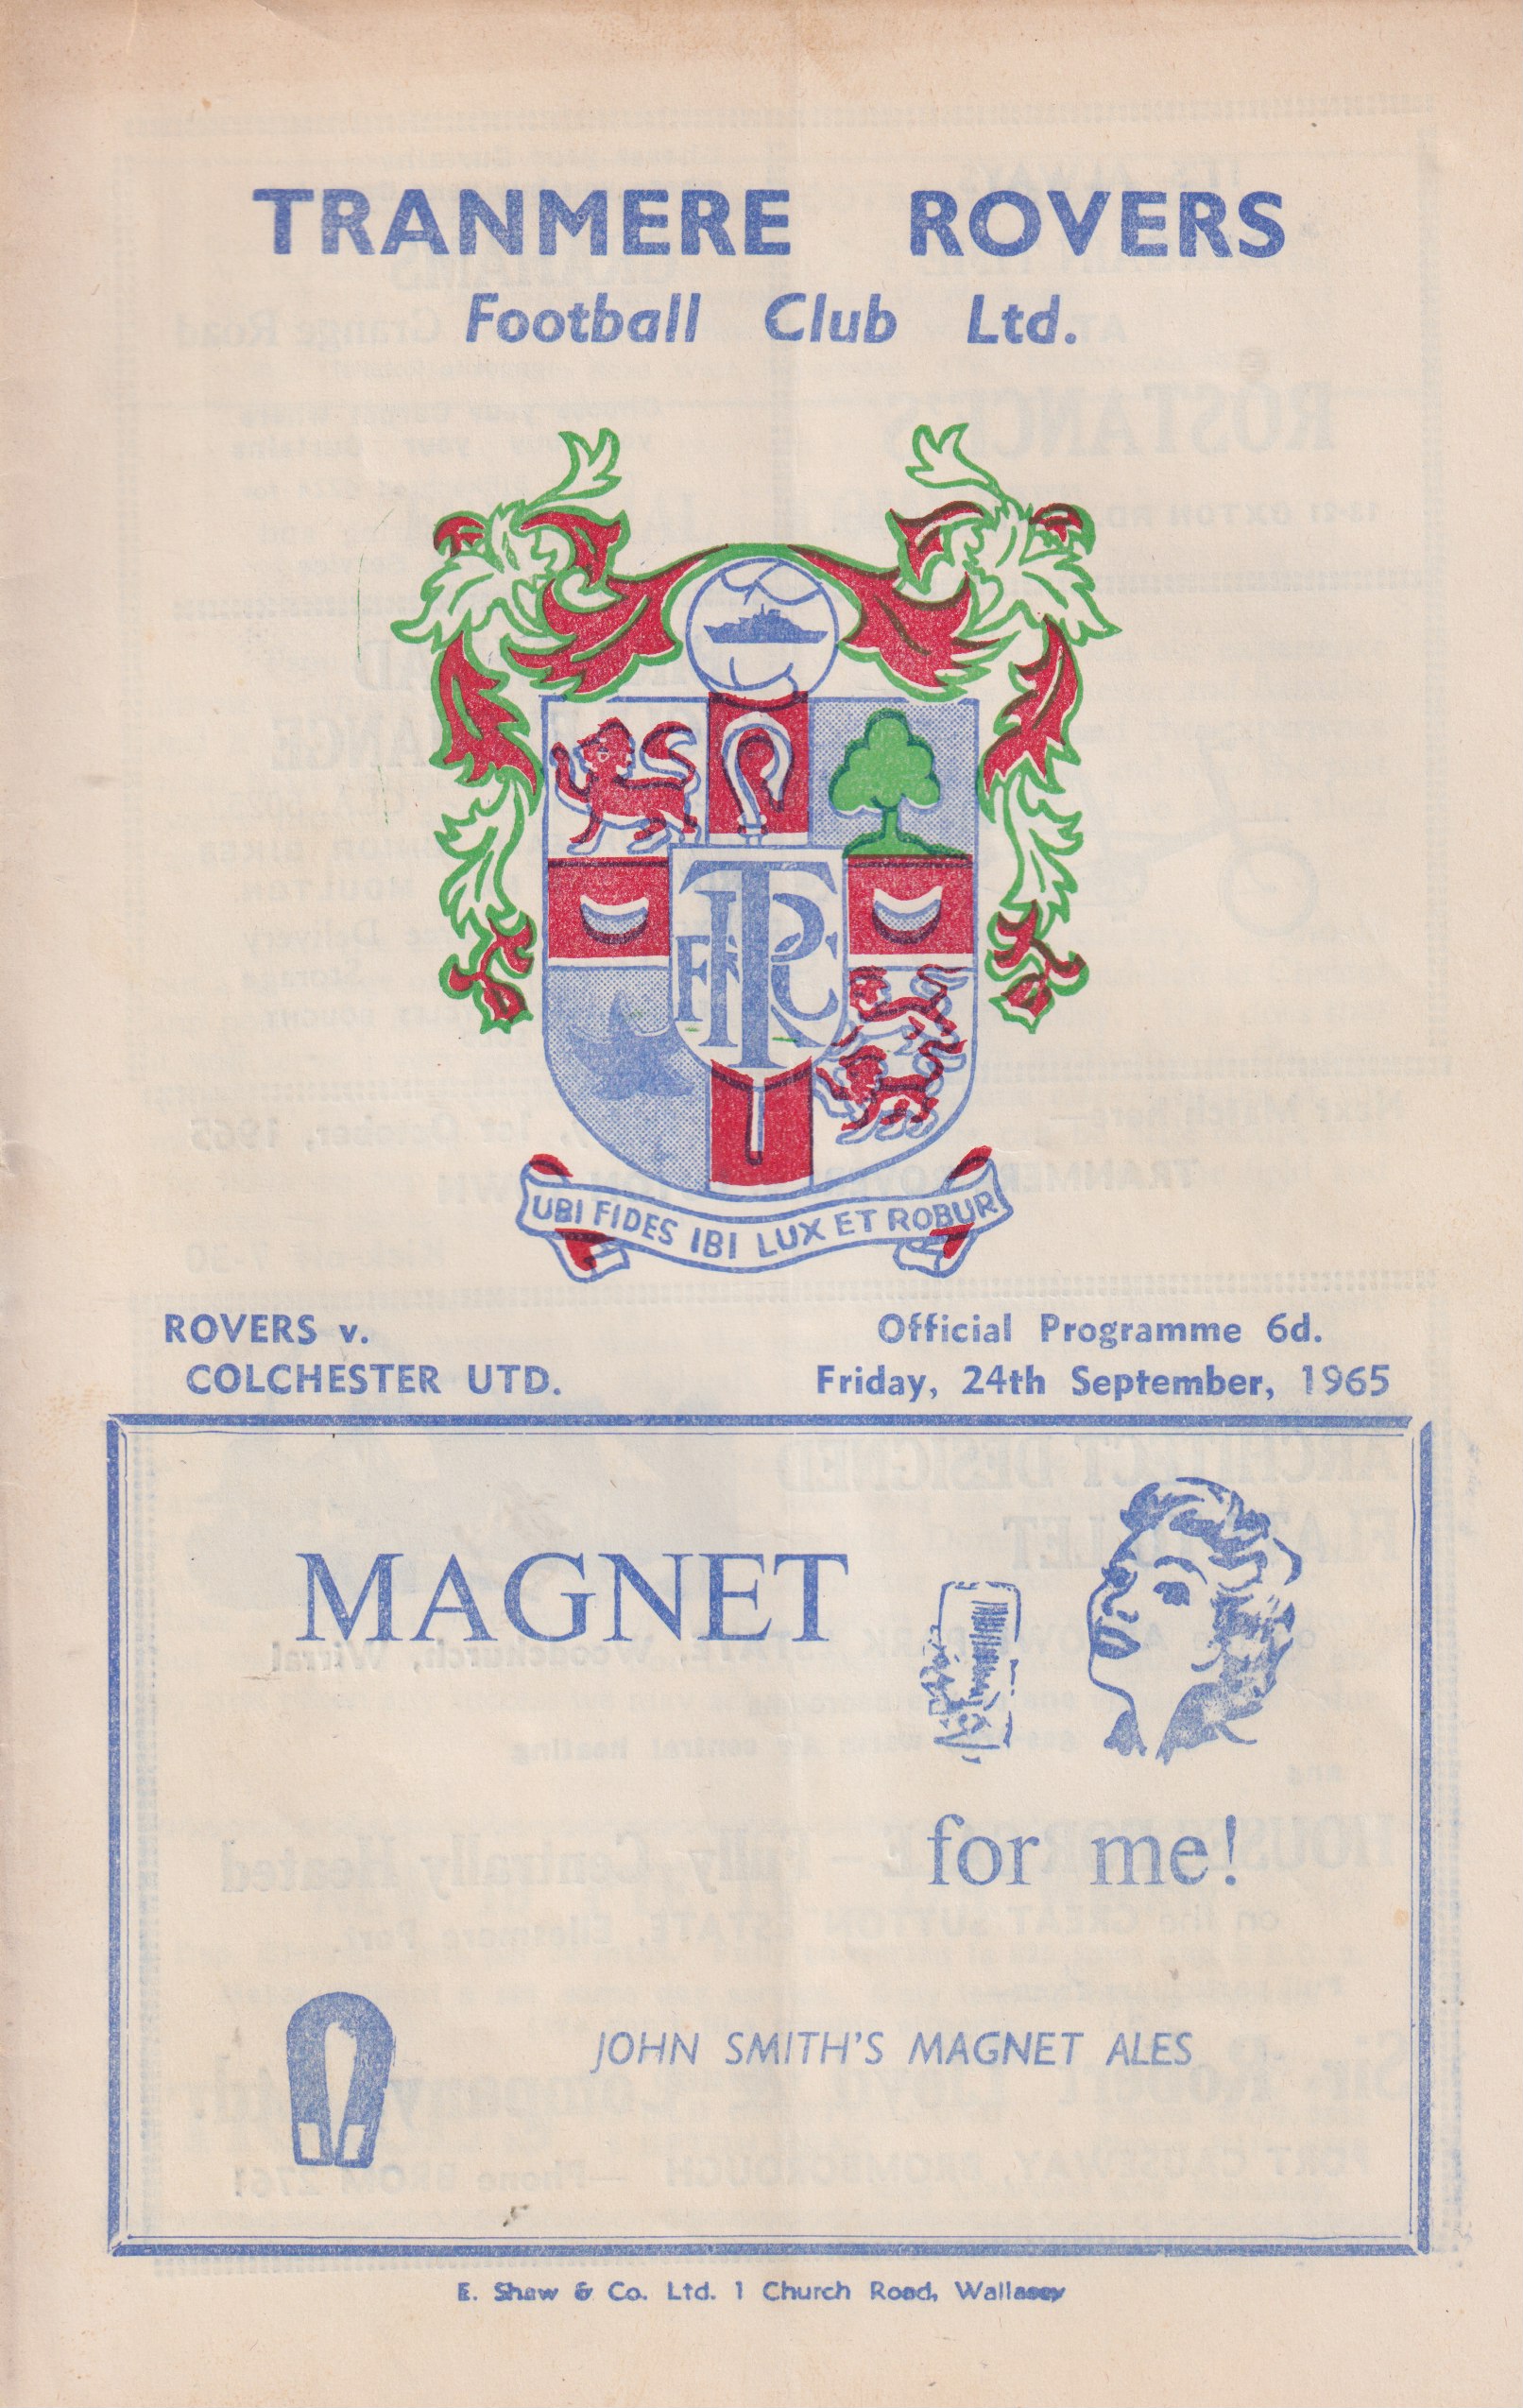 TRANMERE ROVERS
Football Club Ltd.
TRFC
UBI FIDES IBI LUX ET ROBUR
ROVERS v.
COLCHESTER UTD.
Official Programme 6d.
Friday, 24th September, 1965
MAGNET
for me!
JOHN SMITH'S MAGNET ALES
E. Shaw & Co. Ltd. 1 Church Road, Wallasey